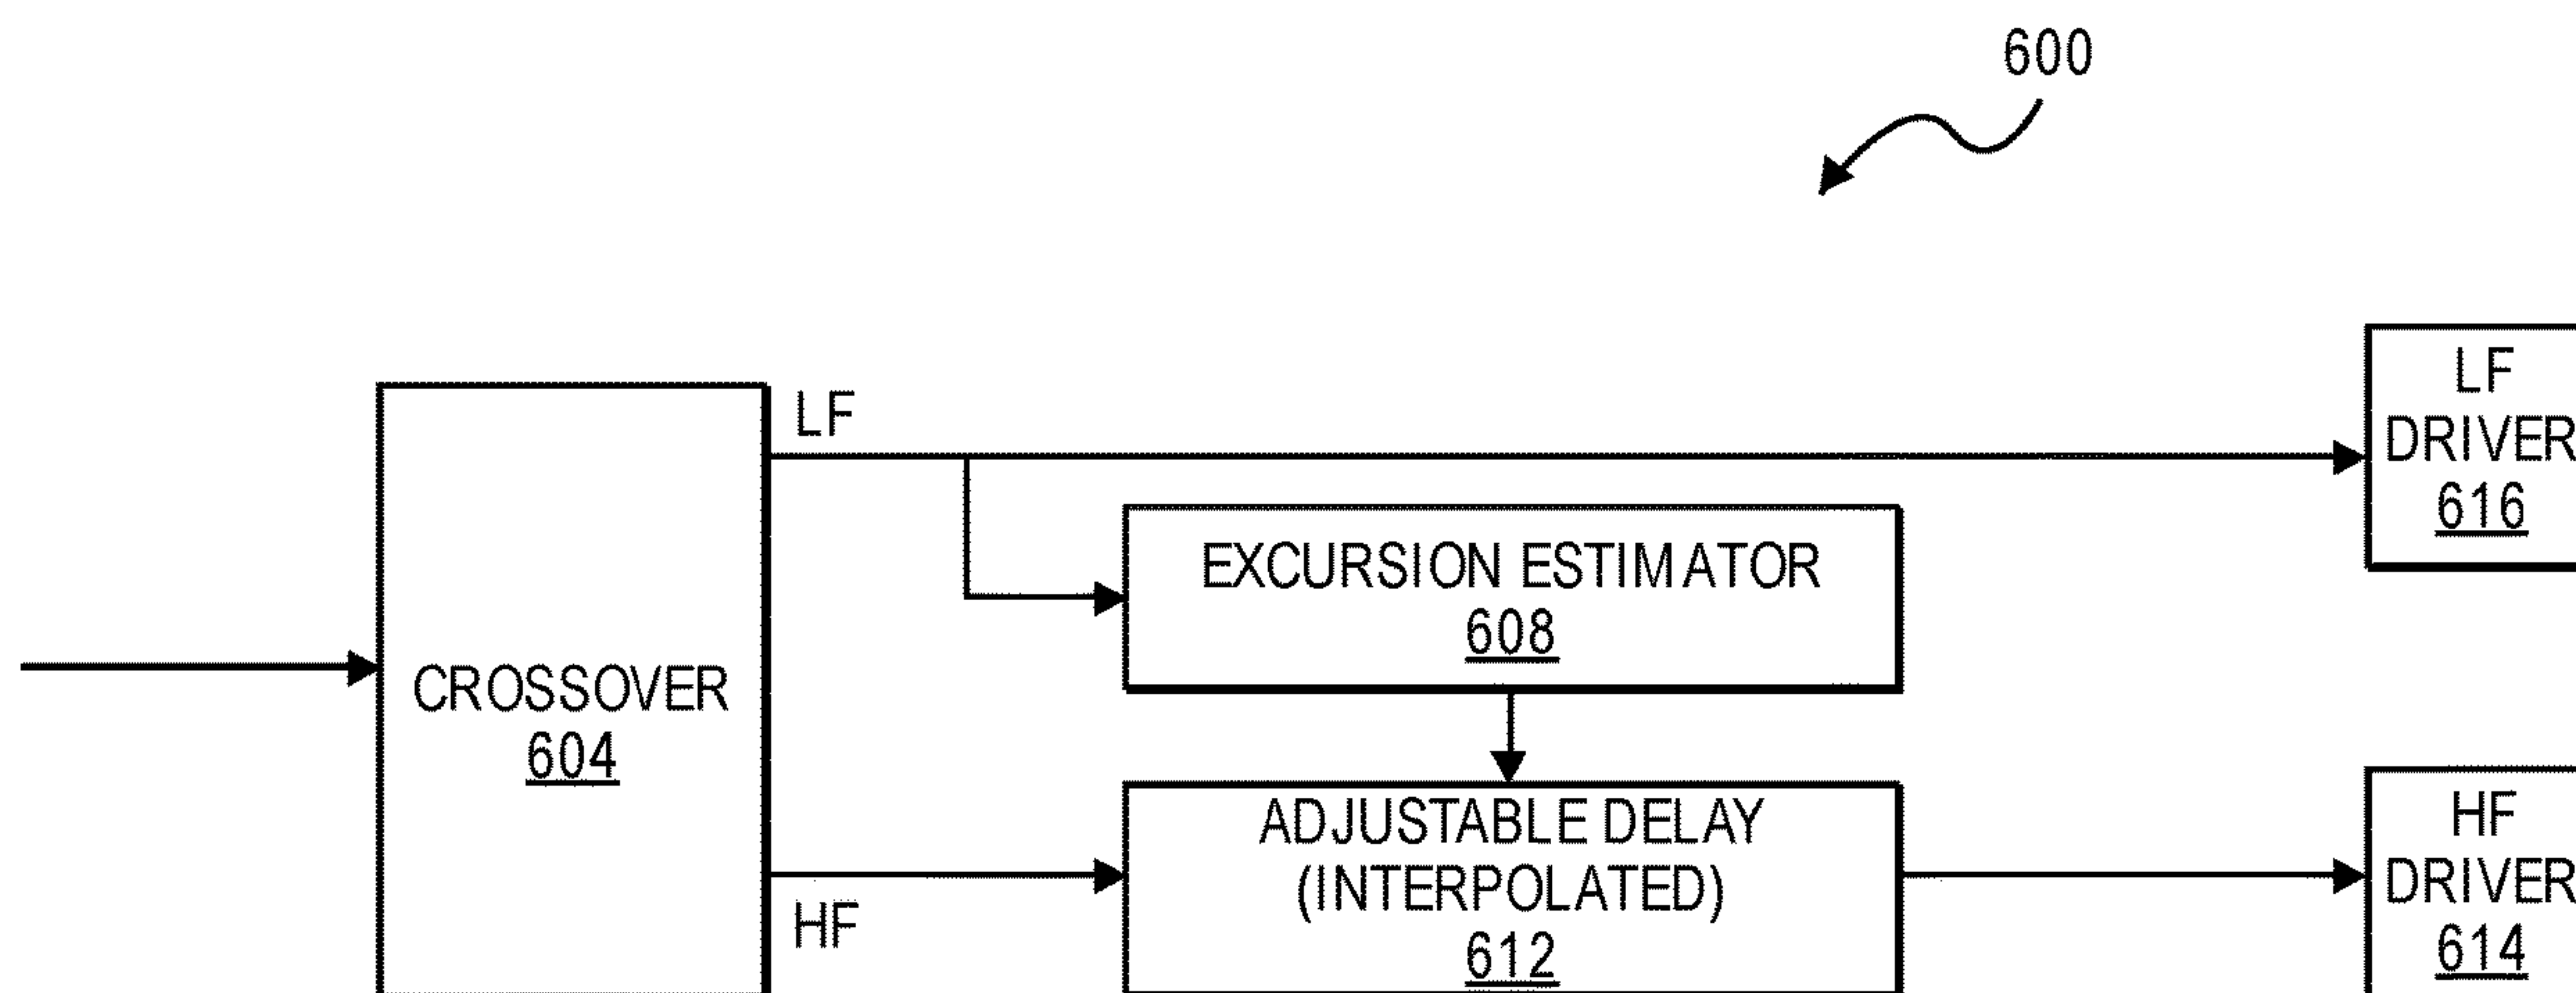 600
LF
LF
DRIVER
616
EXCURSION ESTIMATOR
608
CROSSOVER
604
ADJUSTABLE DELAY
(INTERPOLATED)
612
HF
HF
DRIVER
614